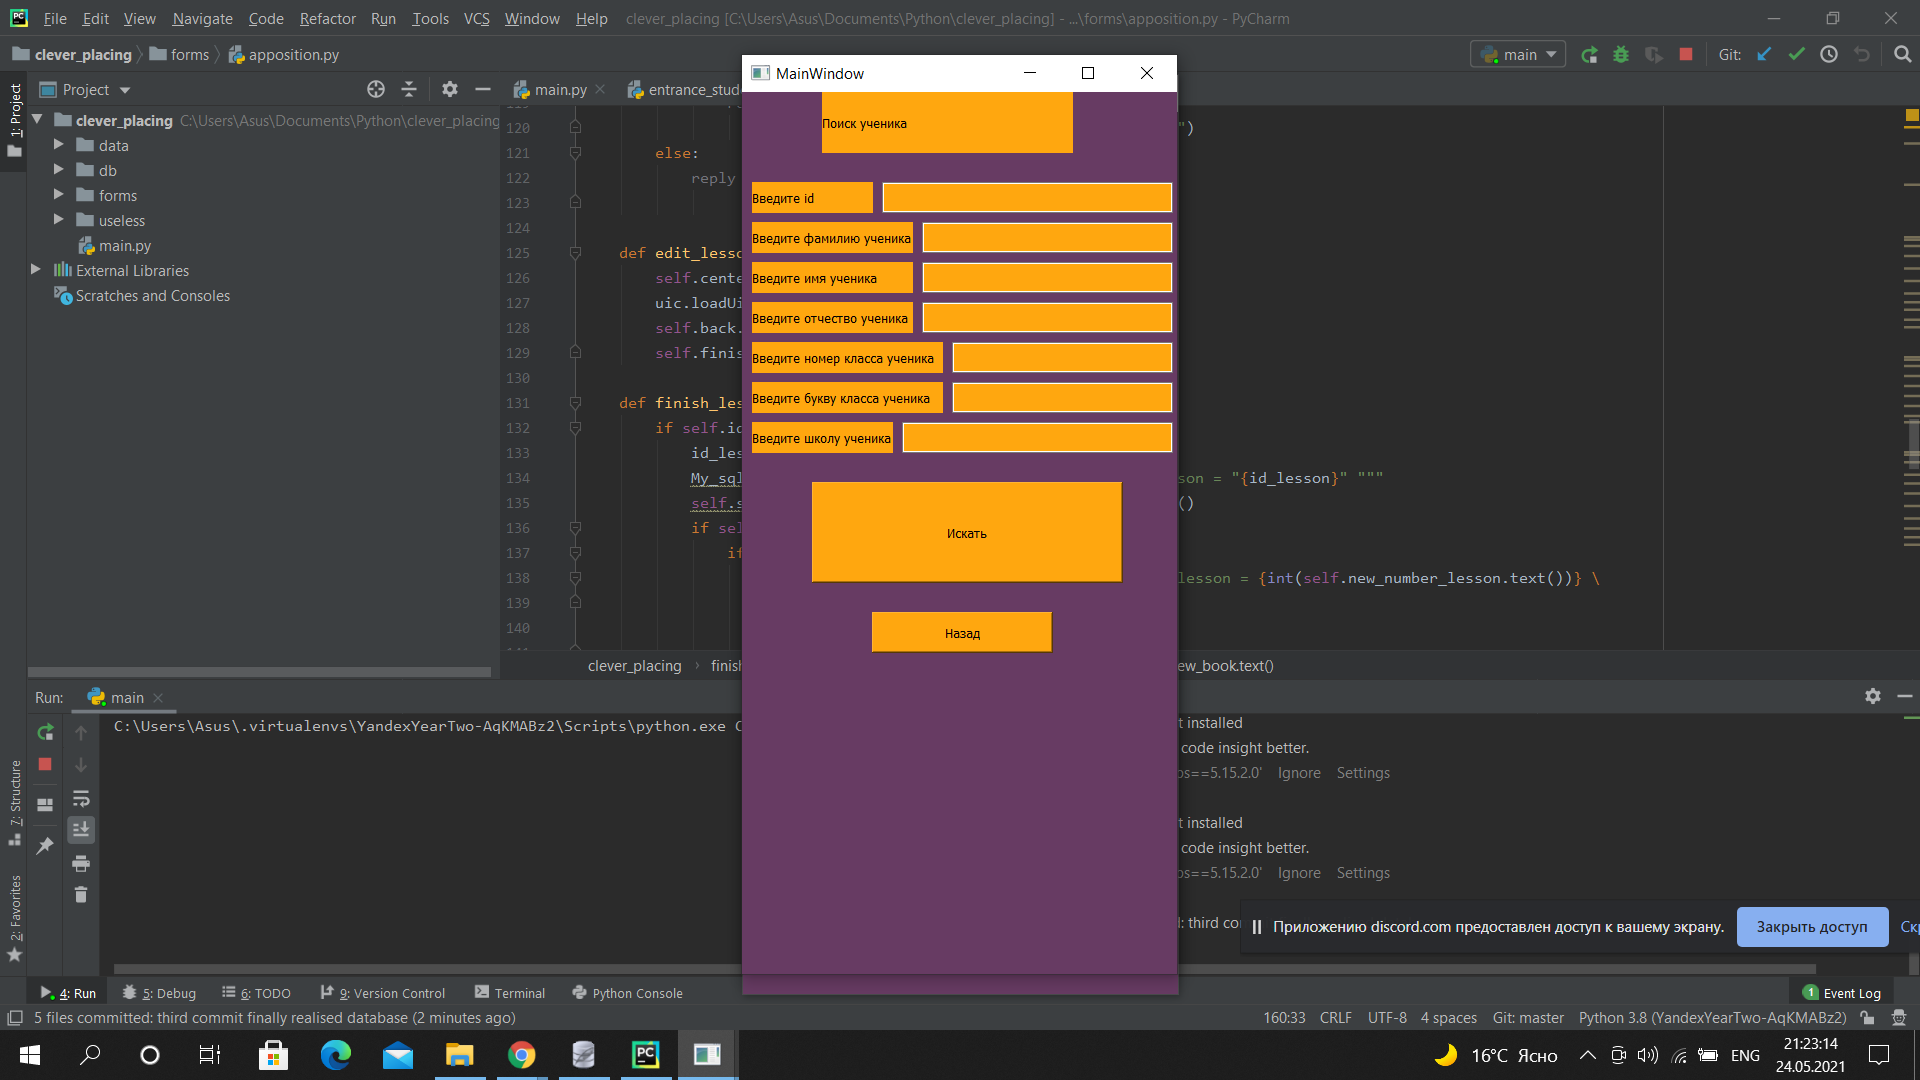 File Edit View Navigate Code Refactor Run Tools VCS Window Help clever_placing [C:\Users\Asus\Documents\Python\clever_placing] - ...\forms\apposition.py - PyCharm
clever_placing forms apposition.py main Git:
1: Project
Project
main.py
entrance_stud
MainWindow
clever_placing C:\Users\Asus\Documents\Python\clever_placing
data
db
forms
useless
main.py
External Libraries
Scratches and Consoles
120 ")
121 else:
122 reply
123
124
125 def edit_lesso
126 self.cente
127 uic.loadUi
128 self.back.
129 self.finis
130
131 def finish_les
132 if self.id
133 id_les
134 My_sql son = "{id_lesson}" """
135 self.s ()
136 if sel
137 if
138 lesson = {int(self.new_number_lesson.text())} \
139
140
clever_placing › finish ew_book.text()
Поиск ученика
Введите id
Введите фамилию ученика
Введите имя ученика
Введите отчество ученика
Введите номер класса ученика
Введите букву класса ученика
Введите школу ученика
Искать
Назад
Run: main
C:\Users\Asus\.virtualenvs\YandexYearTwo-AqKMABz2\Scripts\python.exe C
t installed
code insight better.
os==5.15.2.0' Ignore Settings
t installed
code insight better.
os==5.15.2.0' Ignore Settings
d: third co
Приложению discord.com предоставлен доступ к вашему экрану. Закрыть доступ Скр
7: Structure
2: Favorites
4: Run 5: Debug 6: TODO 9: Version Control Terminal Python Console 1 Event Log
5 files committed: third commit finally realised database (2 minutes ago) 160:33 CRLF UTF-8 4 spaces Git: master Python 3.8 (YandexYearTwo-AqKMABz2)
16°C Ясно ENG
21:23:14
24.05.2021